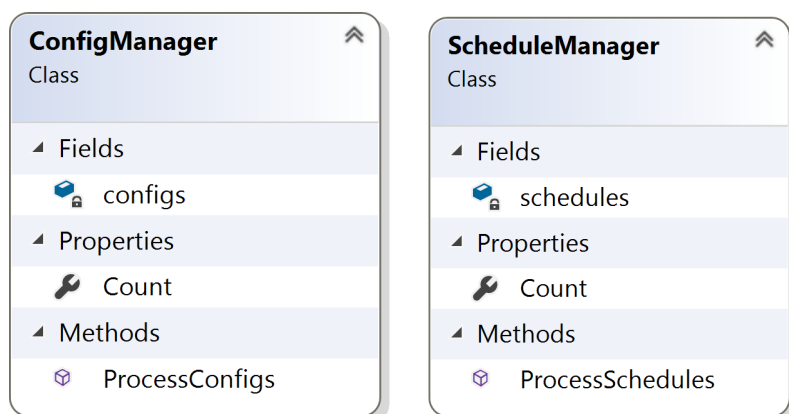 ConfigManager
Class
Fields
configs
Properties
Count
Methods
ProcessConfigs
ScheduleManager
Class
Fields
schedules
Properties
Count
Methods
ProcessSchedules